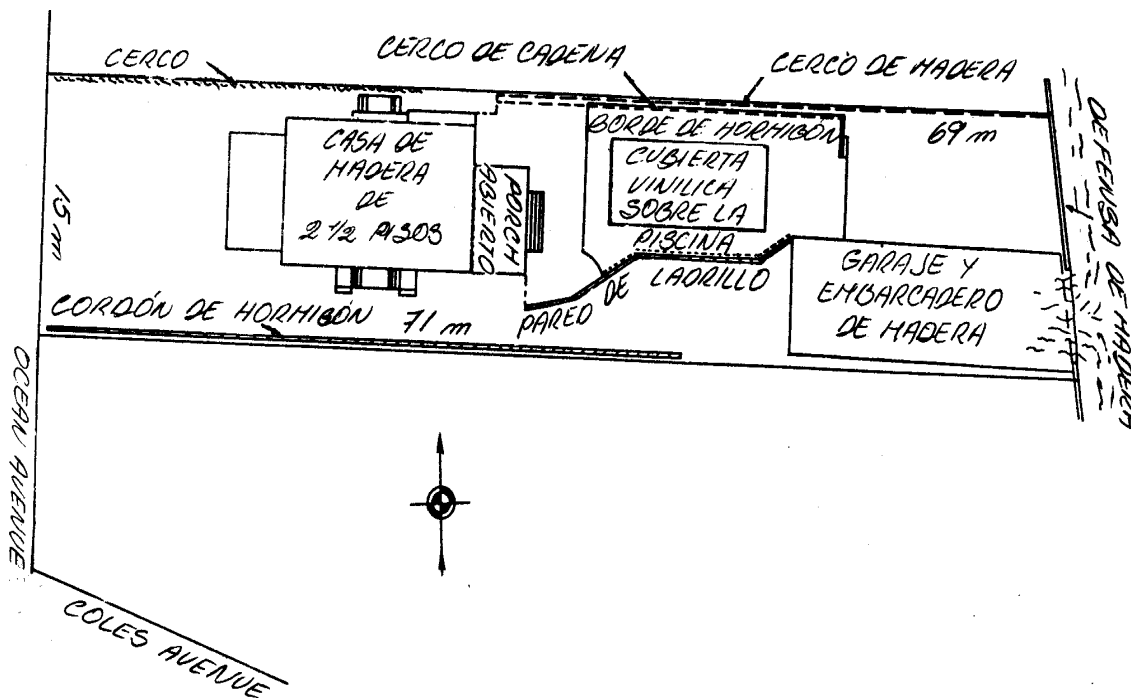 CERCO
CERCO DE CADENA
CERCO DE MADERA
BORDE DE HORMIGÓN
69 m
DEFENSA DE MADERA
CASA DE
MADERA
DE
2 1/2 PISOS
PORCH
ABIERTO
CUBIERTA
VINILICA
SOBRE LA
PISCINA
15 m
PARED DE LADRILLO
GARAJE Y
EMBARCADERO
DE MADERA
CORDÓN DE HORMIGÓN
71 m
OCEAN AVENUE
COLES AVENUE